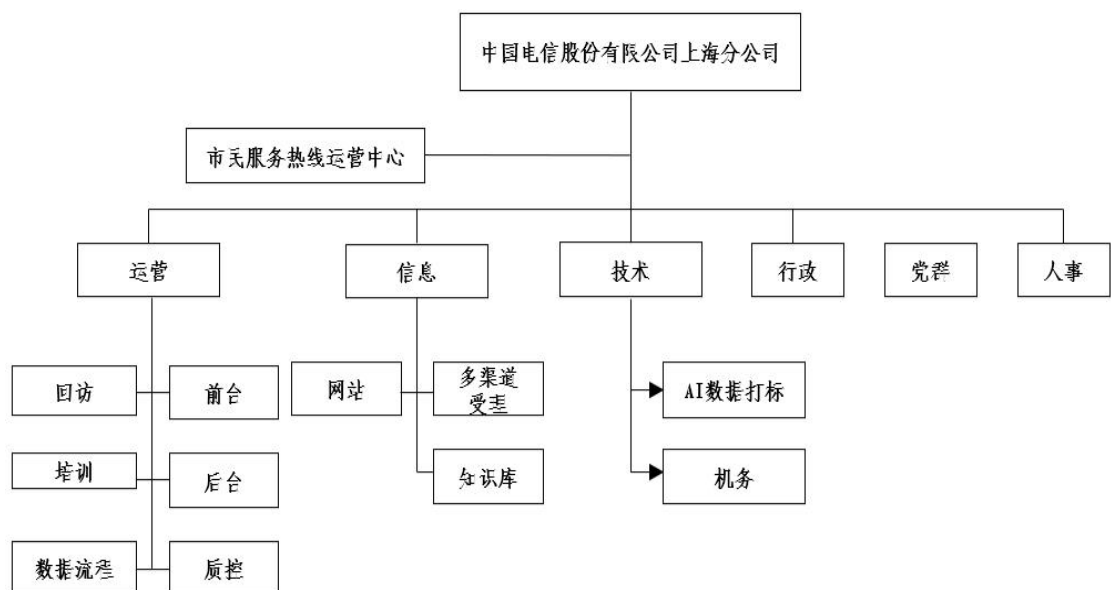 中国电信股份有限公司上海分公司
市民服务热线运营中心
运营
信息
技术
行政
党群
人事
回访
前台
网站
多渠道
受理
AI数据打标
培训
后台
知识库
机务
数据流程
质控